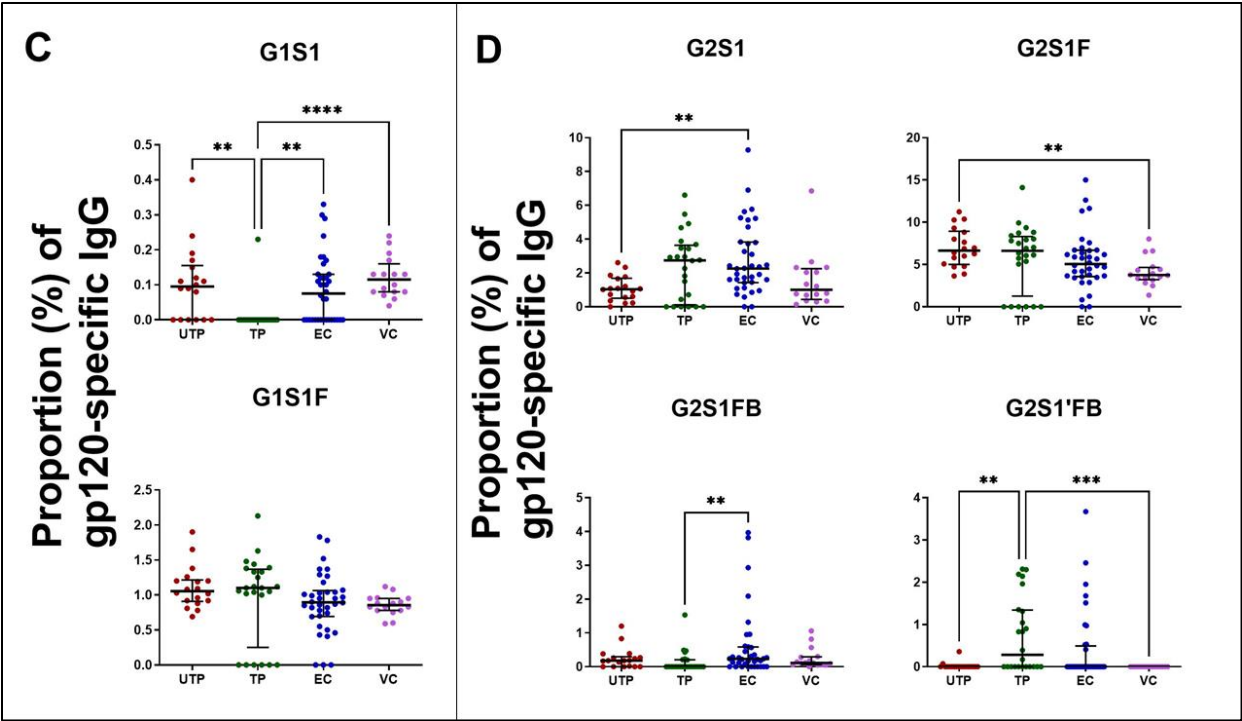 C
G1S1
Proportion (%) of
gp120-specific IgG
**
**
****
0.5
0.4
0.3
0.2
0.1
0.0
UTP TP EC VC
G1S1F
2.5
2.0
1.5
1.0
0.5
0.0
UTP TP EC VC
D
Proportion (%) of
gp120-specific IgG
G2S1
**
10
8
6
4
2
0
UTP TP EC VC
G2S1F
**
20
15
10
5
0
UTP TP EC VC
G2S1FB
**
5
4
3
2
1
0
UTP TP EC VC
G2S1'FB
**
***
4
3
2
1
0
UTP TP EC VC